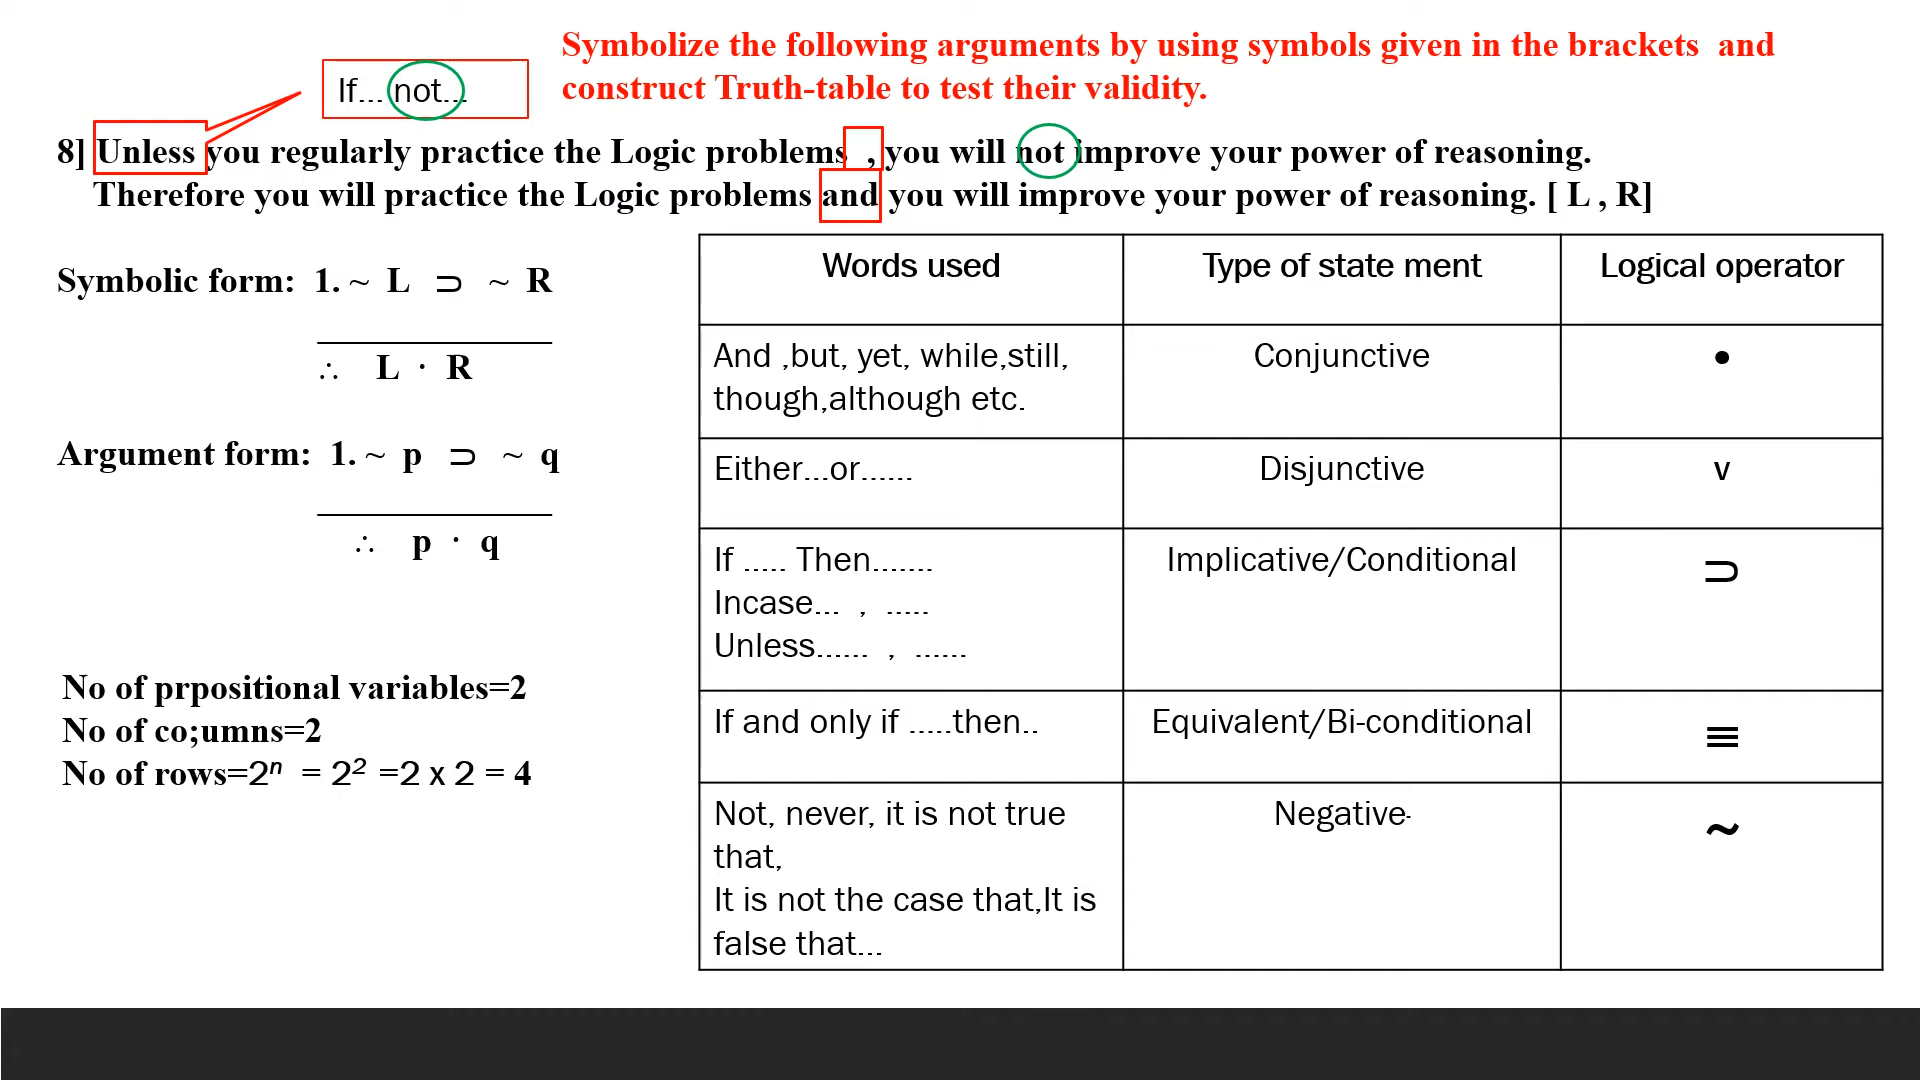 Symbolize the following arguments by using symbols given in the brackets and
construct Truth-table to test their validity.
If... not...
8] Unless you regularly practice the Logic problems , you will not improve your power of reasoning.
Therefore you will practice the Logic problems and you will improve your power of reasoning. [ L , R]
Symbolic form: 1. ~ L ⊃ ~ R
∴ L · R
Argument form: 1. ~ p ⊃ ~ q
∴ p · q
No of prpositional variables=2
No of co;umns=2
No of rows=2ⁿ = 2² =2 x 2 = 4
Words used Type of state ment Logical operator
And ,but, yet, while,still, Conjunctive •
though,although etc.
Either...or...... Disjunctive v
If ..... Then....... Implicative/Conditional ⊃
Incase... , .....
Unless...... , ......
If and only if .....then.. Equivalent/Bi-conditional ≡
Not, never, it is not true Negative- ~
that,
It is not the case that,It is
false that...